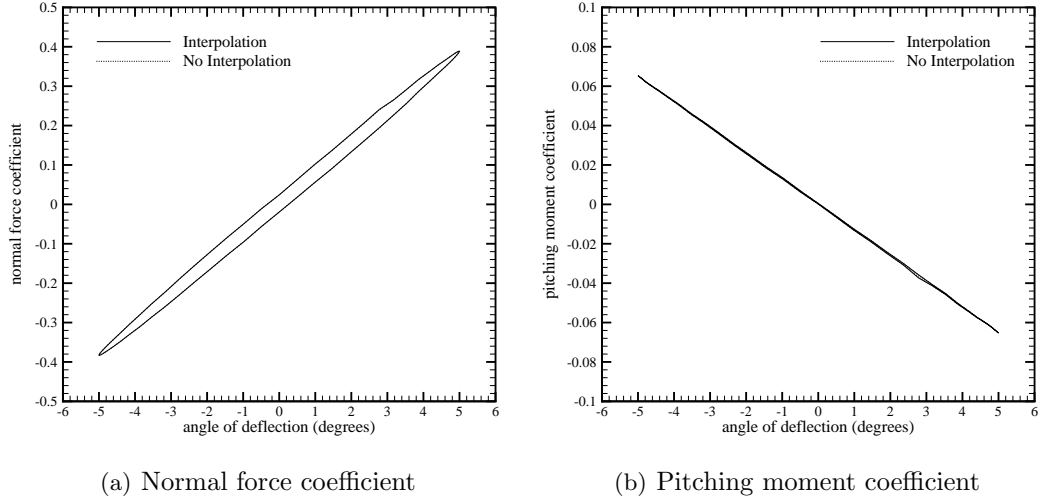 0.5
0.4
0.3
0.2
0.1
0
-0.1
-0.2
-0.3
-0.4
-0.5
normal force coefficient
Interpolation
No Interpolation
-6 -5 -4 -3 -2 -1 0 1 2 3 4 5 6
angle of deflection (degrees)
(a) Normal force coefficient
0.1
0.08
0.06
0.04
0.02
0
-0.02
-0.04
-0.06
-0.08
-0.1
pitching moment coefficient
Interpolation
No Interpolation
-6 -5 -4 -3 -2 -1 0 1 2 3 4 5 6
angle of deflection (degrees)
(b) Pitching moment coefficient